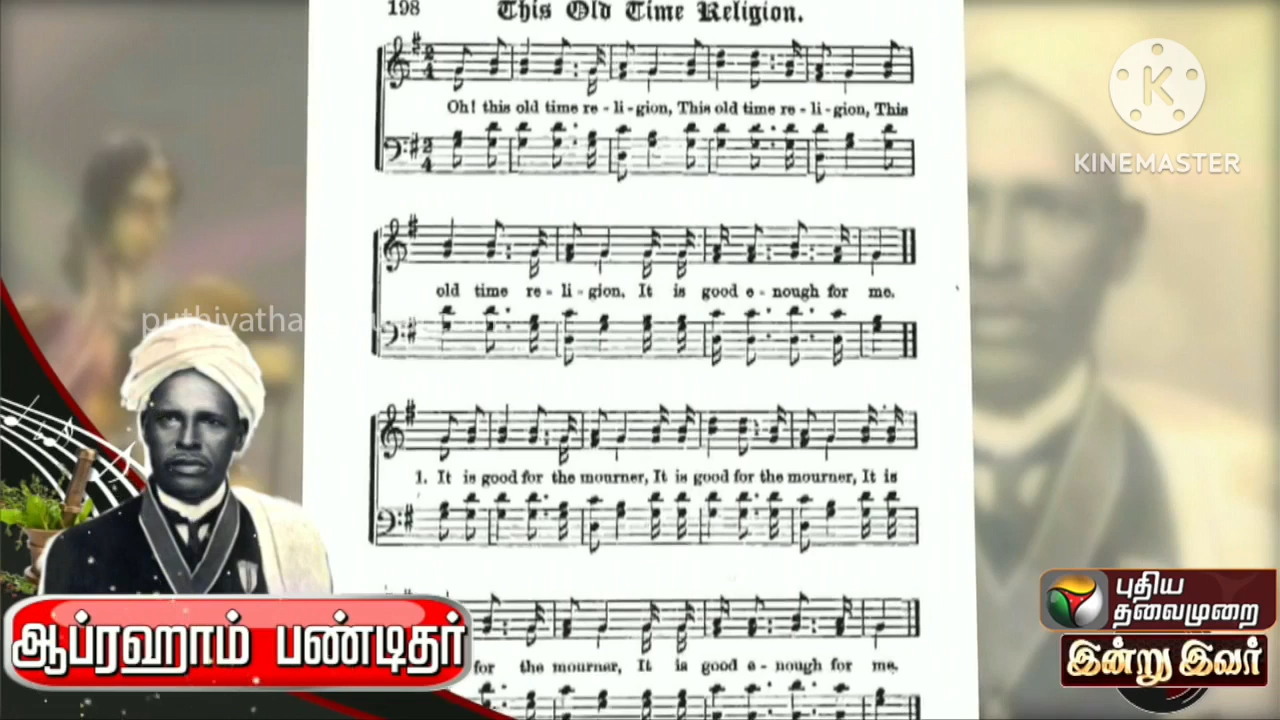 198 This Old Time Religion.
Oh! this old time re - li - gion, This old time re - li - gion, This
old time re - li - gion, It is good e - nough for me.
1. It is good for the mourner, It is good for the mourner, It is
for the mourner, It is good e - nough for me.
K
KINEMASTER
puthiyatha
ஆப்ரஹாம் பண்டிதர்
புதிய
தலைமுறை
இன்று இவர்